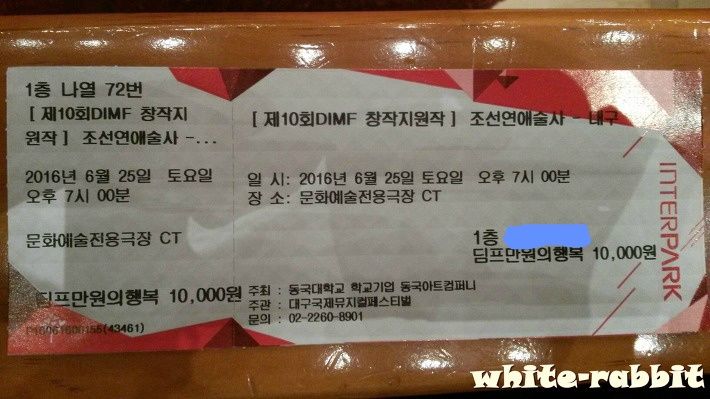 1층 나열 72번
[ 제10회DIMF 창작지
원작 ] 조선연애술사 -...
2016년 6월 25일 토요일
오후 7시 00분
문화예술전용극장 CT
딤프만원의행복 10,000원
[ 제10회DIMF 창작지원작 ] 조선연애술사 - 대구
일 시: 2016년 6월 25일 토요일 오후 7시 00분
장 소: 문화예술전용극장 CT
1층
딤프만원의행복 10,000원
주최 : 동국대학교 학교기업 동국아트컴퍼니
주관 : 대구국제뮤지컬페스티벌
문의 : 02-2260-8901
INTERPARK
white-rabbit